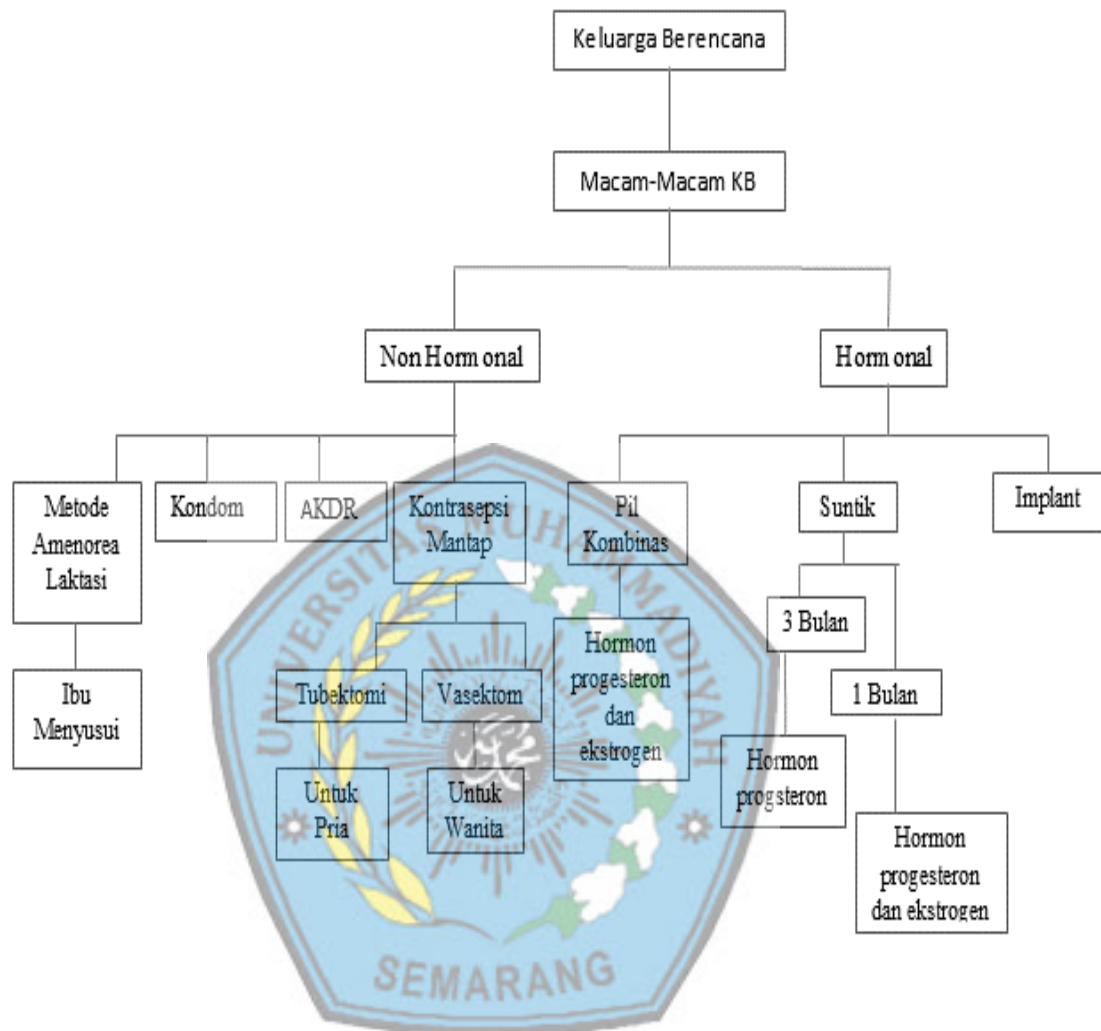 Keluarga Berencana
Macam-Macam KB
Non Hormonal
Hormonal
Metode
Amenorea
Laktasi
Kondom
AKDR
Kontrasepsi
Mantap
Pil
Kombinas
Suntik
Implant
Ibu
Menyusui
Tubektomi
Vasektom
Hormon
progesteron
dan
ekstrogen
3 Bulan
1 Bulan
Untuk
Pria
Untuk
Wanita
Hormon
progsteron
Hormon
progesteron
dan ekstrogen
UNIVERSITAS MUHAMMADIYAH
SEMARANG